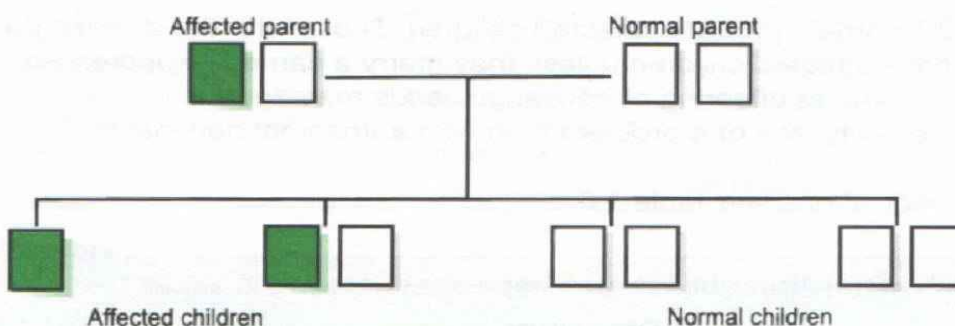 Affected parent
Normal parent
Affected children
Normal children